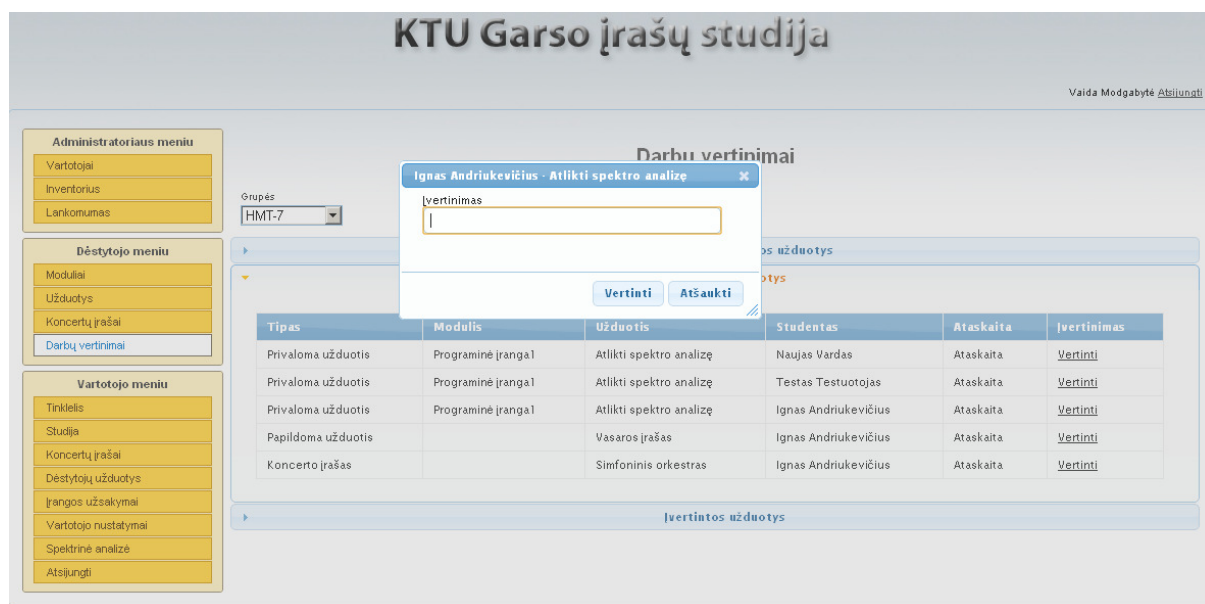 KTU Garso įrašų studija
Vaida Modgabytė Atsijungti
Administratoriaus meniu
Vartotojai
Inventorius
Lankomumas
Dėstytojo meniu
Moduliai
Užduotys
Koncertų įrašai
Darbų vertinimai
Vartotojo meniu
Tinklelis
Studija
Koncertų įrašai
Dėstytojų užduotys
Įrangos užsakymai
Vartotojo nustatymai
Spektrinė analizė
Atsijungti
Darbų vertinimai
Grupės
HMT-7
Ignas Andriukevičius - Atlikti spektro analizę
Įvertinimas
Vertinti Atšaukti
užduotys
Tipas Modulis Užduotis Studentas Ataskaita Įvertinimas
Privaloma užduotis Programinė įranga1 Atlikti spektro analizę Naujas Vardas Ataskaita Vertinti
Privaloma užduotis Programinė įranga1 Atlikti spektro analizę Testas Testuotojas Ataskaita Vertinti
Privaloma užduotis Programinė įranga1 Atlikti spektro analizę Ignas Andriukevičius Ataskaita Vertinti
Papildoma užduotis Vasaros įrašas Ignas Andriukevičius Ataskaita Vertinti
Koncerto įrašas Simfoninis orkestras Ignas Andriukevičius Ataskaita Vertinti
Įvertintos užduotys